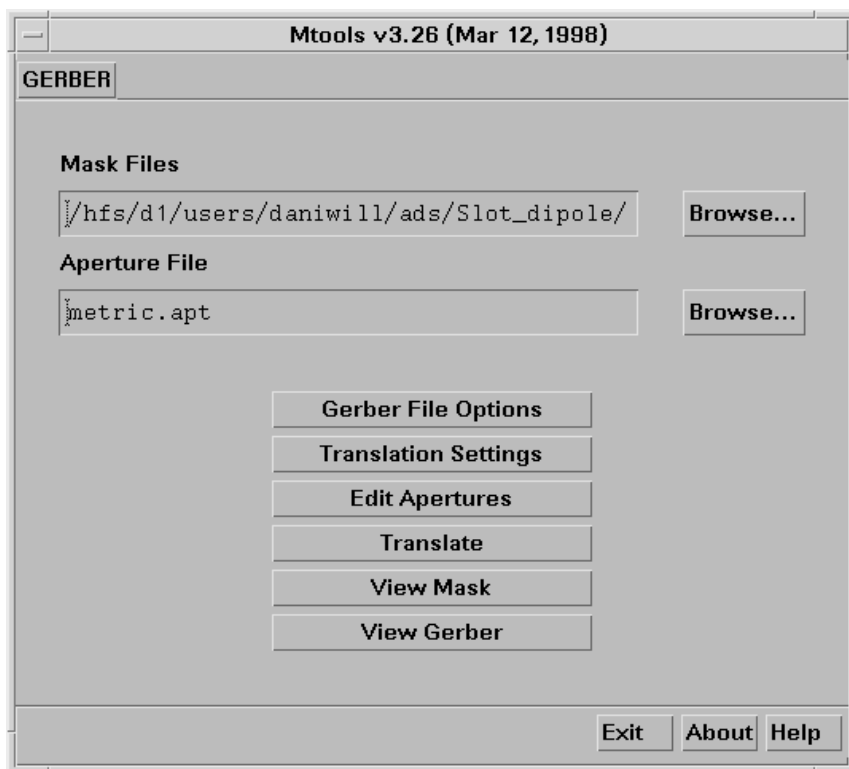 Mtools v3.26 (Mar 12, 1998)
GERBER
Mask Files
/hfs/d1/users/daniwill/ads/Slot_dipole/
Browse...
Aperture File
metric.apt
Browse...
Gerber File Options
Translation Settings
Edit Apertures
Translate
View Mask
View Gerber
Exit About Help